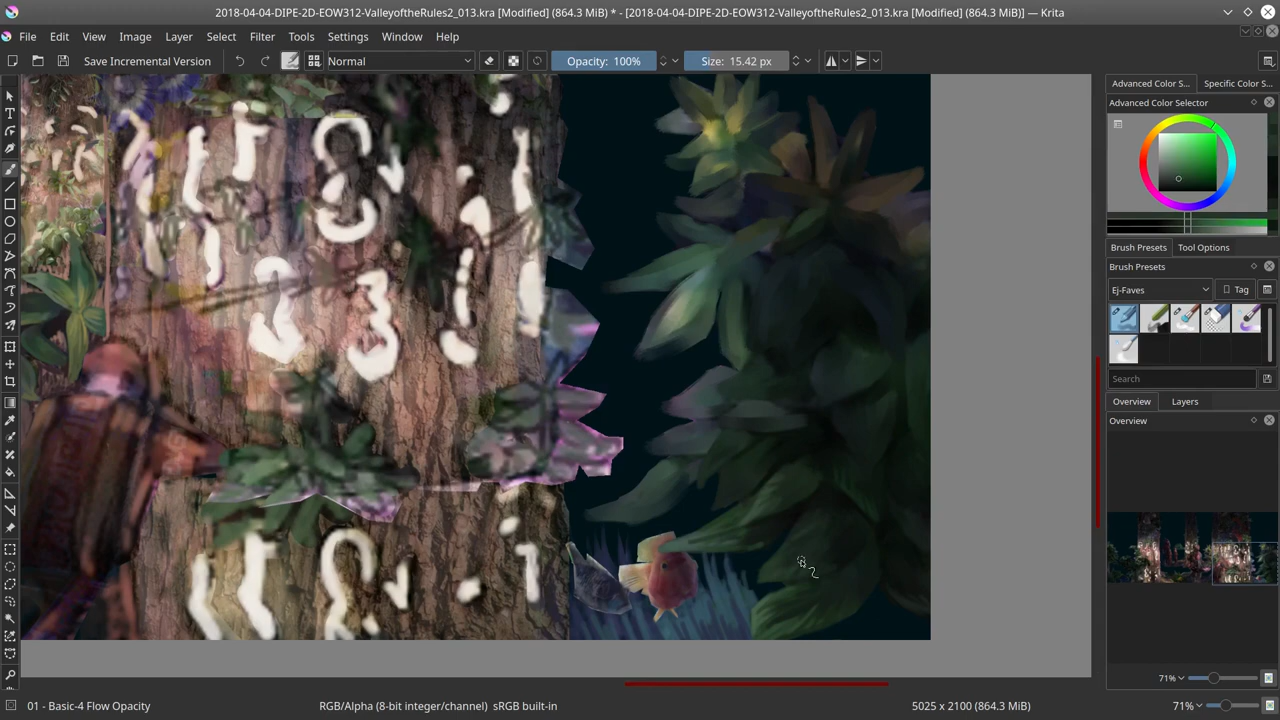 2018-04-04-DIPE-2D-EOW312-ValleyoftheRules2_013.kra [Modified] (864.3 MiB) * - [2018-04-04-DIPE-2D-EOW312-ValleyoftheRules2_013.kra [Modified] (864.3 MiB)] — Krita
File Edit View Image Layer Select Filter Tools Settings Window Help
Save Incremental Version Normal Opacity: 100% Size: 15.42 px
Advanced Color S... Specific Color S...
Advanced Color Selector
Brush Presets Tool Options
Brush Presets
Ej-Faves Tag
Search
Overview Layers
Overview
71%
01 - Basic-4 Flow Opacity RGB/Alpha (8-bit integer/channel) sRGB built-in 5025 x 2100 (864.3 MiB) 71%